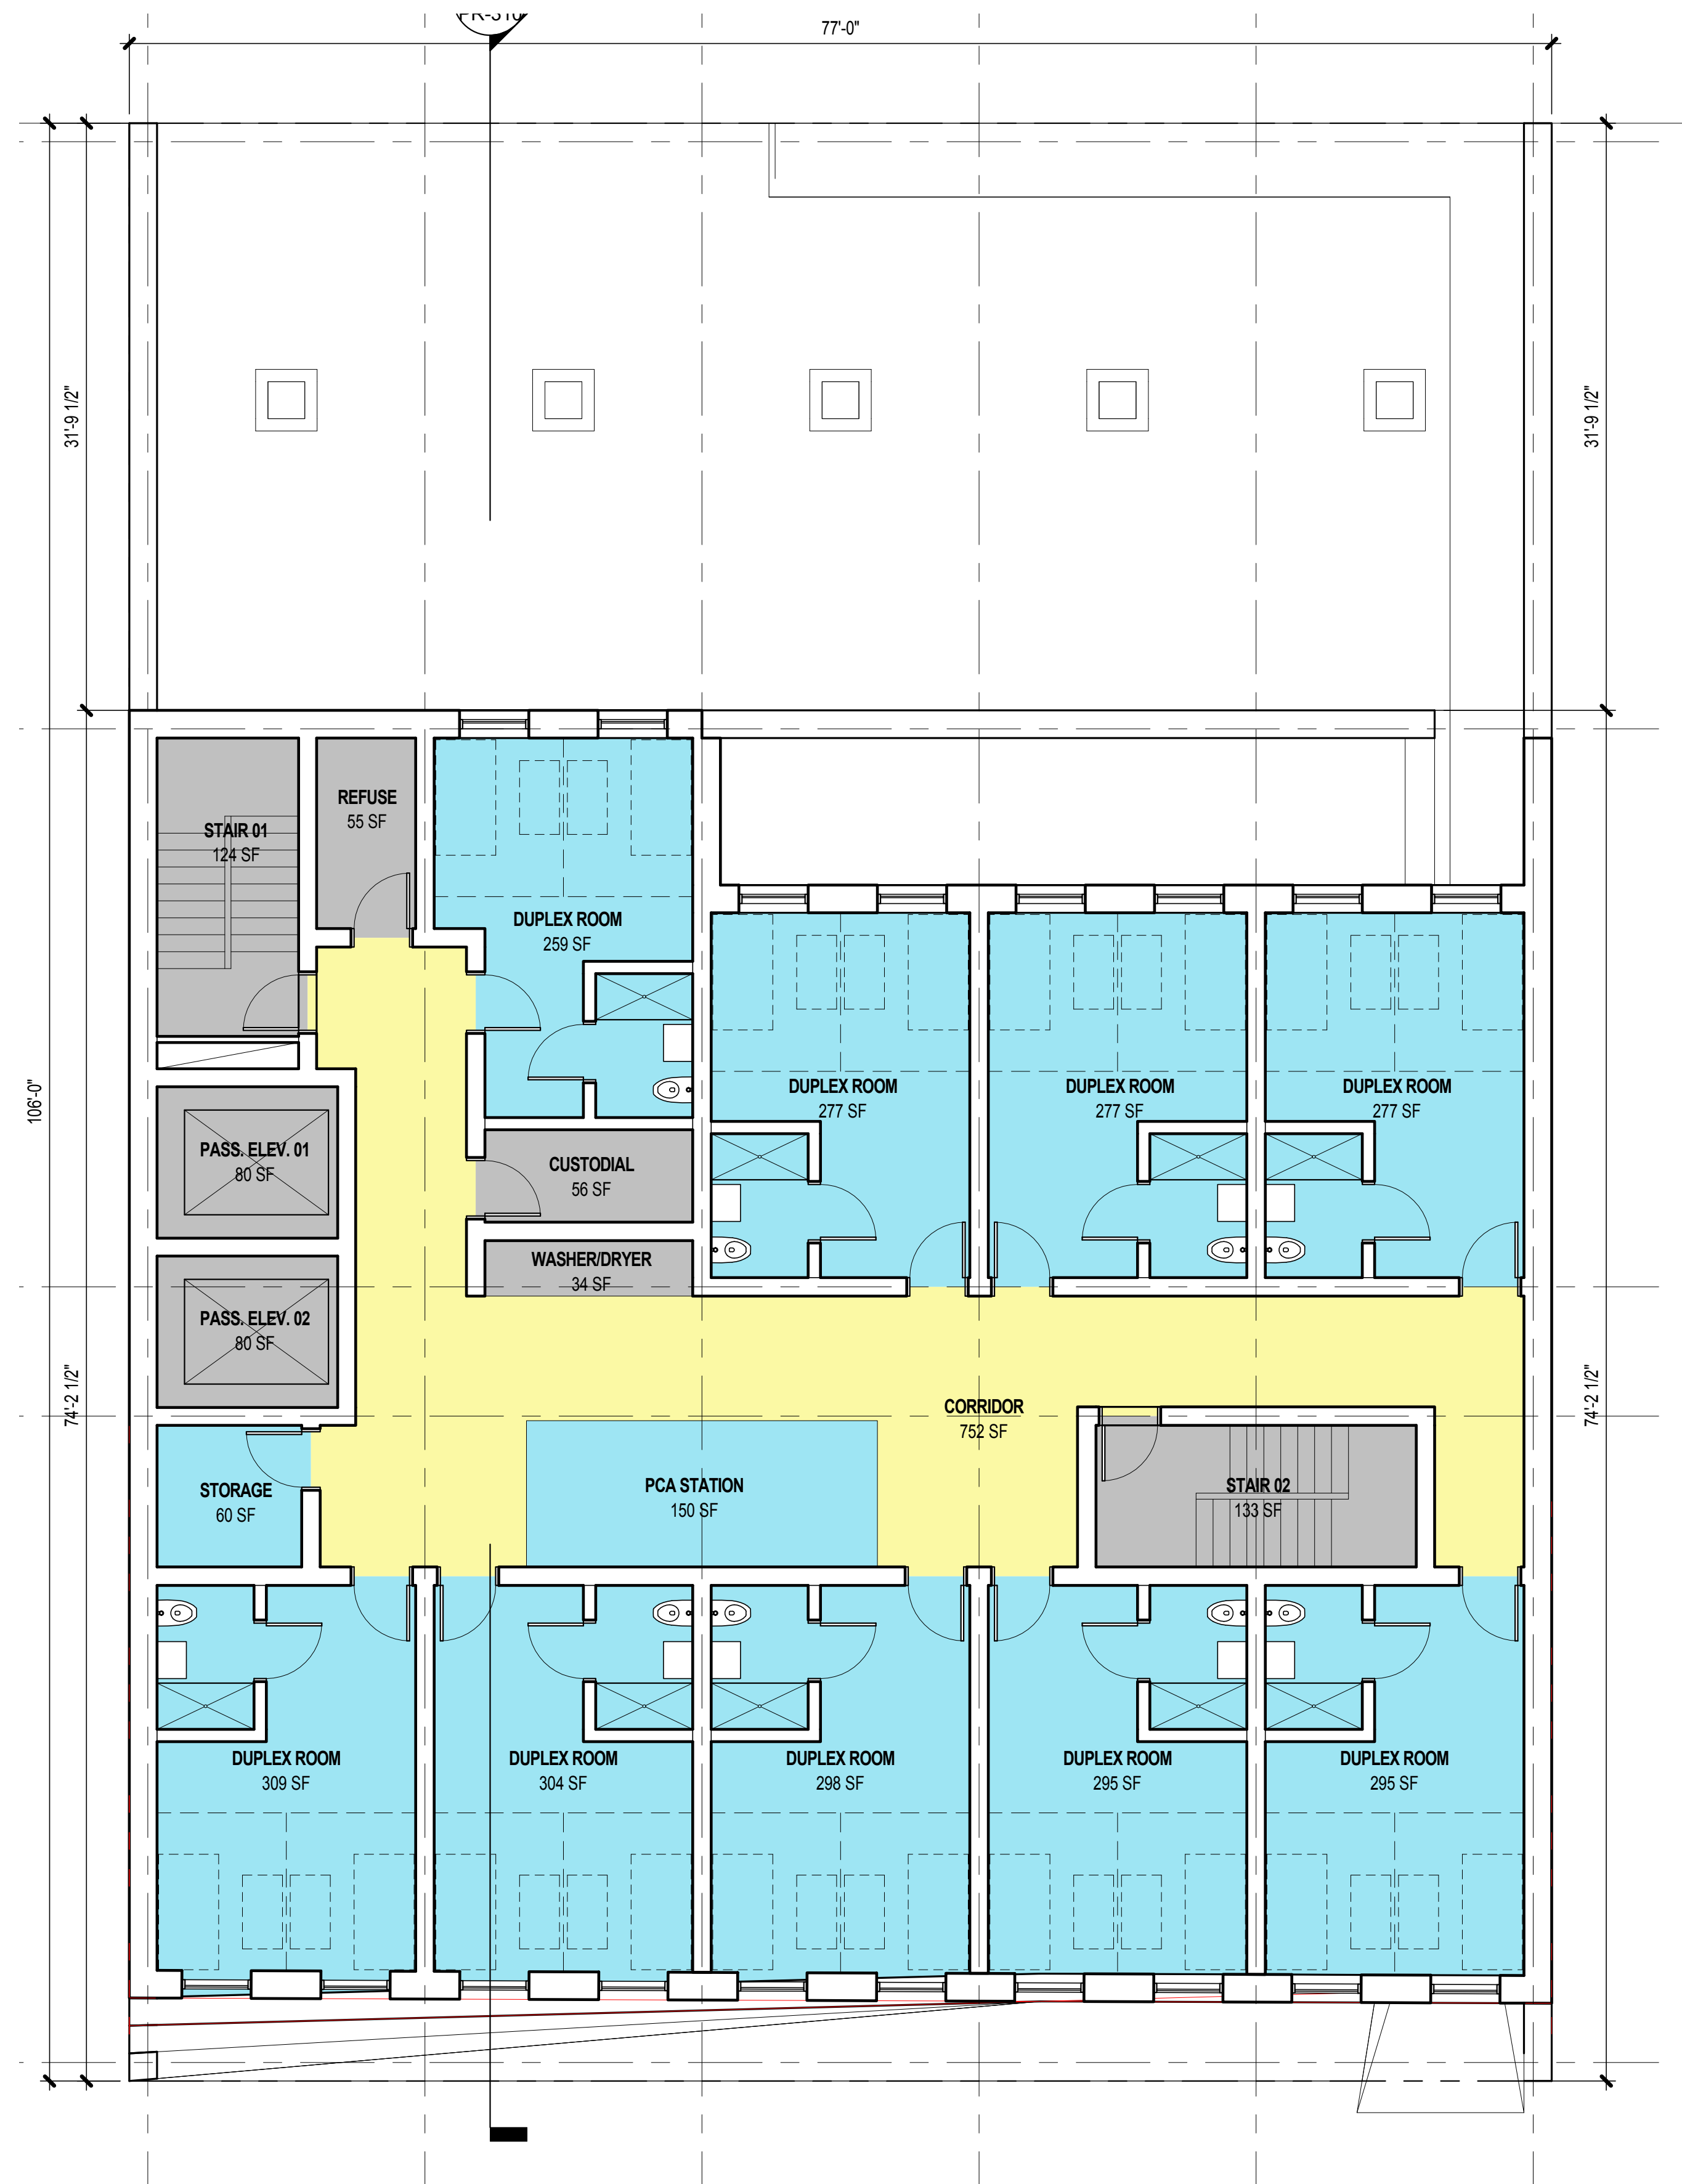 PR-310
77'-0"
31'-9 1/2"
31'-9 1/2"
REFUSE
55 SF
STAIR 01
124 SF
DUPLEX ROOM
259 SF
106'-0"
DUPLEX ROOM
277 SF
DUPLEX ROOM
277 SF
DUPLEX ROOM
277 SF
PASS. ELEV. 01
80 SF
CUSTODIAL
56 SF
WASHER/DRYER
34 SF
PASS. ELEV. 02
80 SF
74'-2 1/2"
74'-2 1/2"
CORRIDOR
752 SF
STORAGE
60 SF
PCA STATION
150 SF
STAIR 02
133 SF
DUPLEX ROOM
309 SF
DUPLEX ROOM
304 SF
DUPLEX ROOM
298 SF
DUPLEX ROOM
295 SF
DUPLEX ROOM
295 SF